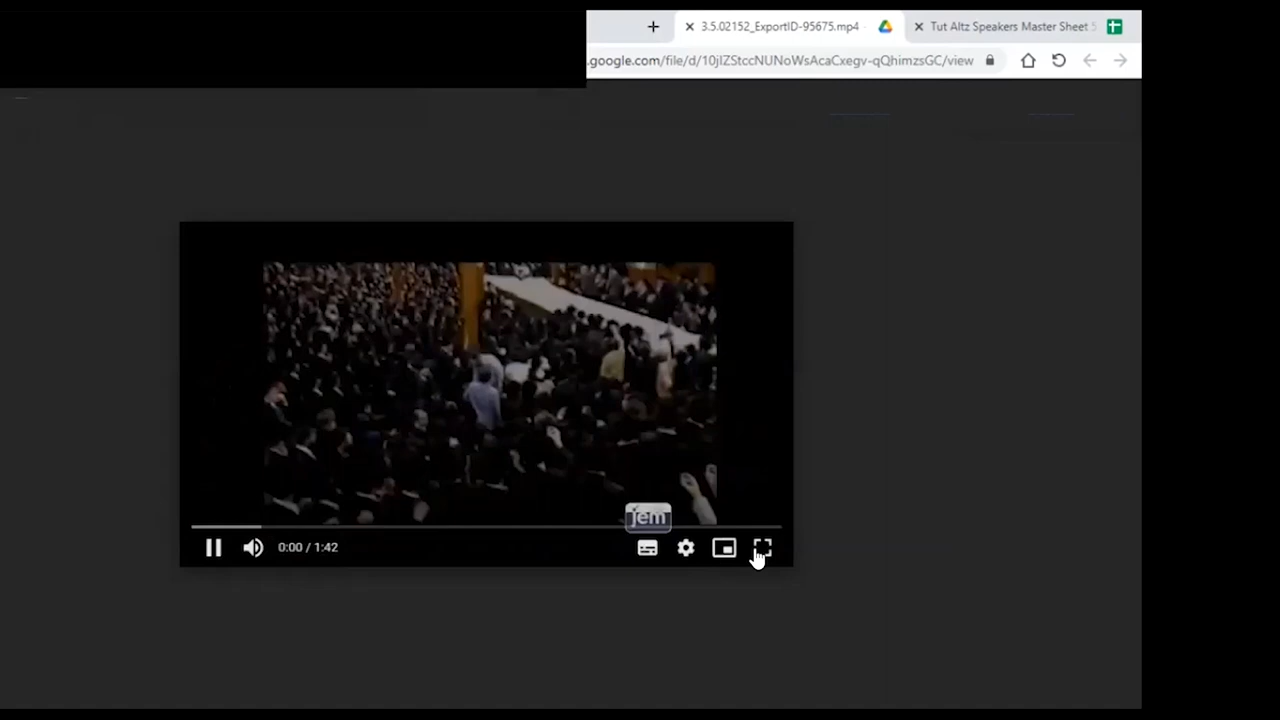 3.5.02152_ExportID-95675.mp4
Tut Altz Speakers Master Sheet 5
.google.com/file/d/10jIZStccNUNoWsAcaCxegv-qQhimzsGC/view
jem
0:00 / 1:42